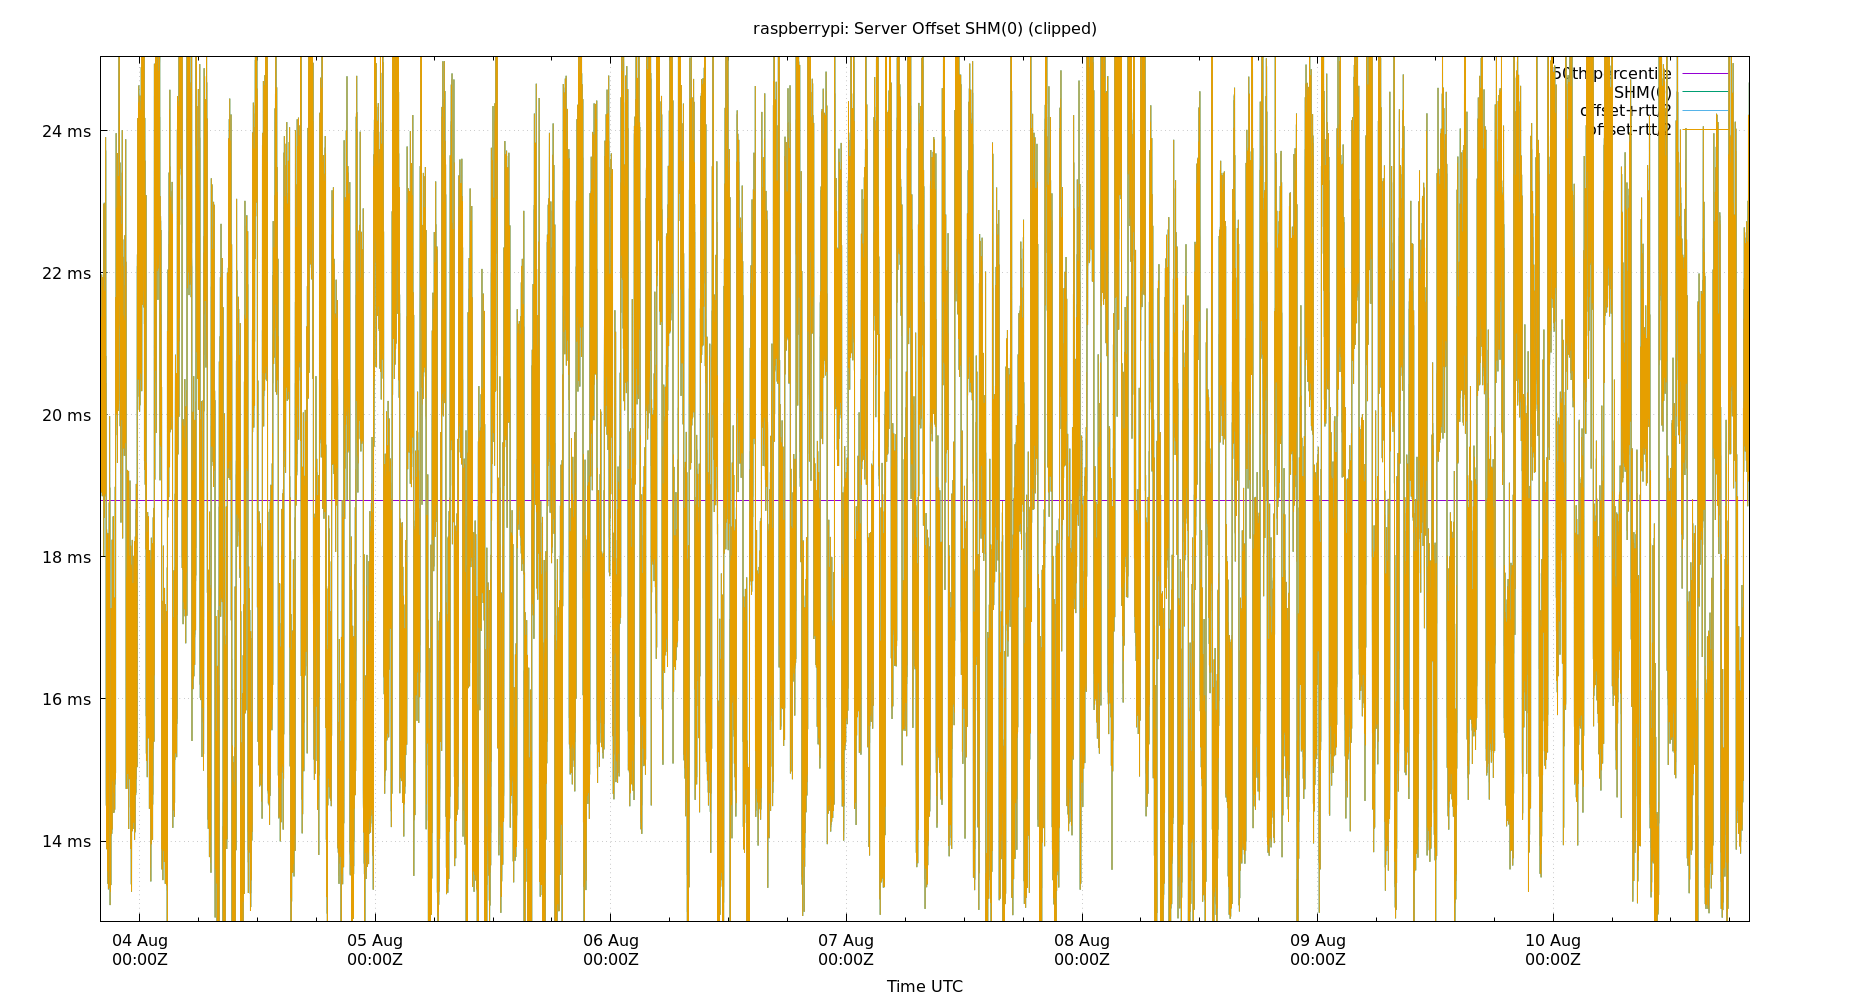 raspberrypi: Server Offset SHM(0) (clipped)
50th percentile
SHM(0)
offset+rtt/2
offset-rtt/2
24 ms
22 ms
20 ms
18 ms
16 ms
14 ms
04 Aug 05 Aug 06 Aug 07 Aug 08 Aug 09 Aug 10 Aug
00:00Z 00:00Z 00:00Z 00:00Z 00:00Z 00:00Z 00:00Z
Time UTC